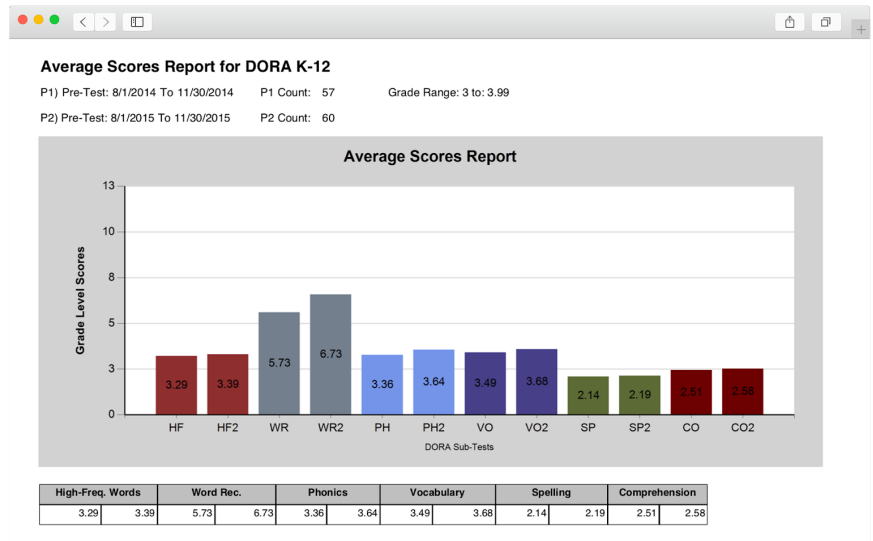 Average Scores Report for DORA K-12
P1) Pre-Test: 8/1/2014 To 11/30/2014 P1 Count: 57 Grade Range: 3 to: 3.99
P2) Pre-Test: 8/1/2015 To 11/30/2015 P2 Count: 60
Average Scores Report
Grade Level Scores
13
10
8
5
3
0
3.29 3.39 5.73 6.73 3.36 3.64 3.49 3.68 2.14 2.19 2.51 2.58
HF HF2 WR WR2 PH PH2 VO VO2 SP SP2 CO CO2
DORA Sub-Tests
High-Freq. Words Word Rec. Phonics Vocabulary Spelling Comprehension
3.29 3.39 5.73 6.73 3.36 3.64 3.49 3.68 2.14 2.19 2.51 2.58